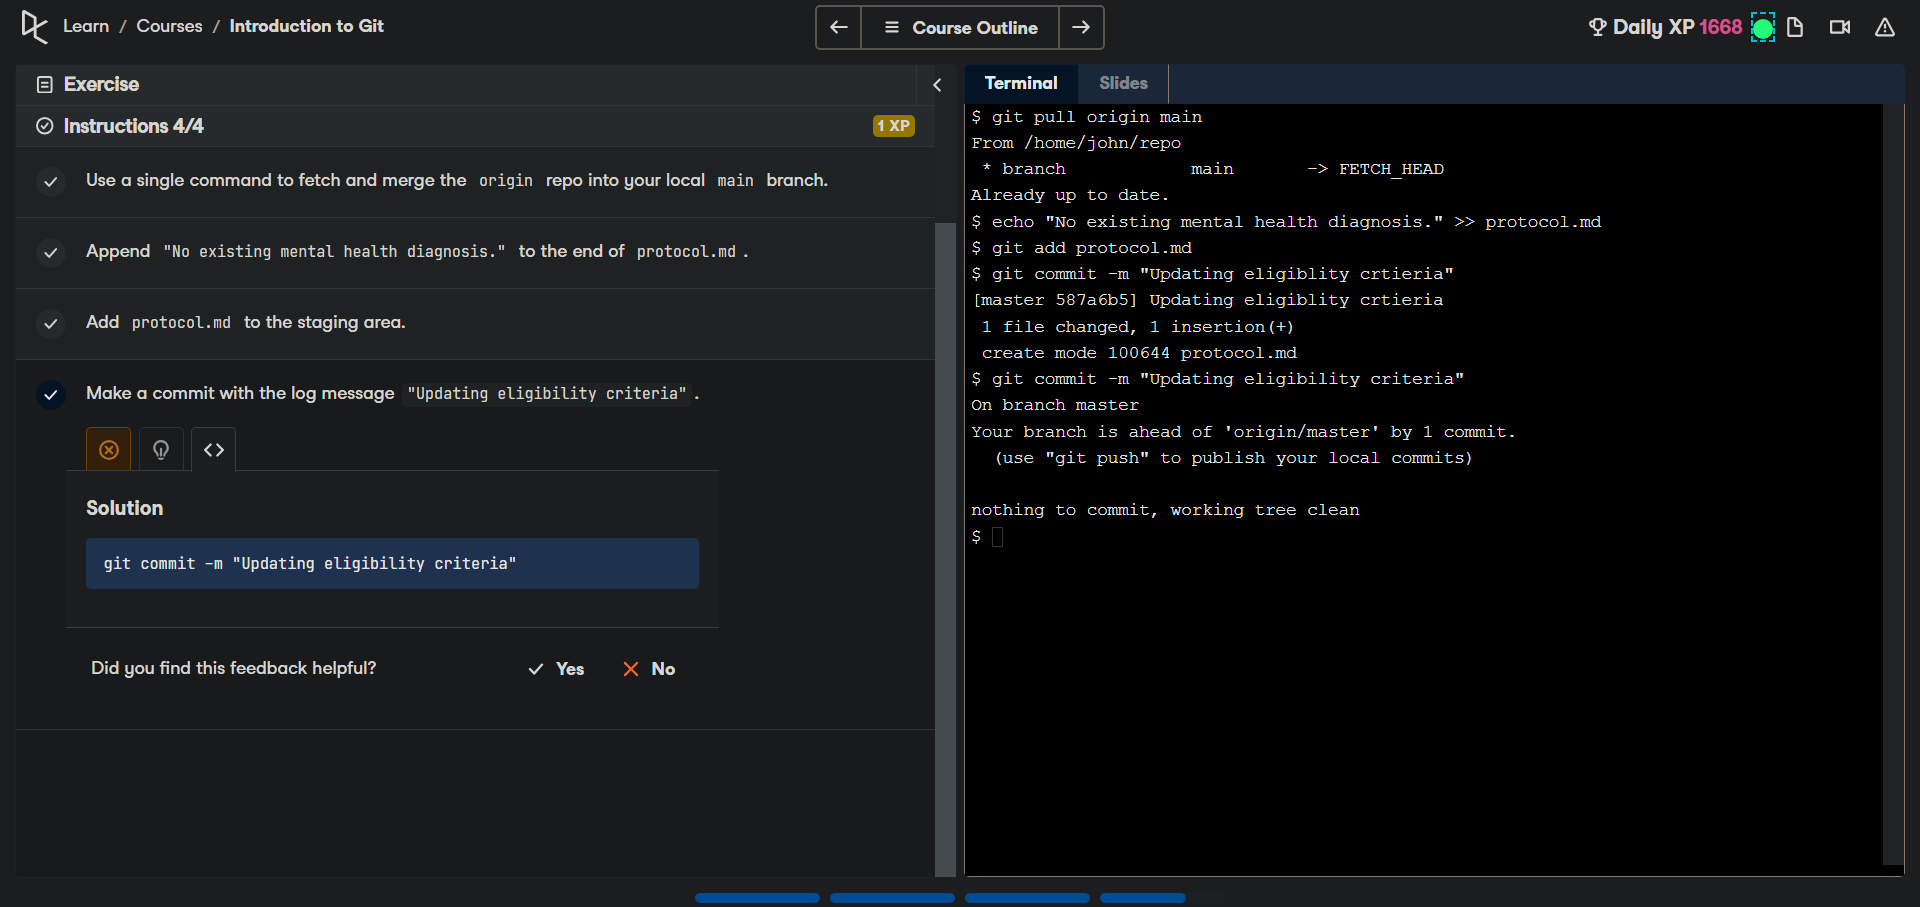 Learn / Courses / Introduction to Git
← ≡ Course Outline →
Daily XP 1668
Exercise
Instructions 4/4
1 XP
Use a single command to fetch and merge the origin repo into your local main branch.
Append "No existing mental health diagnosis." to the end of protocol.md .
Add protocol.md to the staging area.
Make a commit with the log message "Updating eligibility criteria" .
<>
Solution
git commit -m "Updating eligibility criteria"
Did you find this feedback helpful? Yes No
Terminal Slides
$ git pull origin main
From /home/john/repo
 * branch            main       -> FETCH_HEAD
Already up to date.
$ echo "No existing mental health diagnosis." >> protocol.md
$ git add protocol.md
$ git commit -m "Updating eligiblity crtieria"
[master 587a6b5] Updating eligiblity crtieria
 1 file changed, 1 insertion(+)
 create mode 100644 protocol.md
$ git commit -m "Updating eligibility criteria"
On branch master
Your branch is ahead of 'origin/master' by 1 commit.
  (use "git push" to publish your local commits)
nothing to commit, working tree clean
$